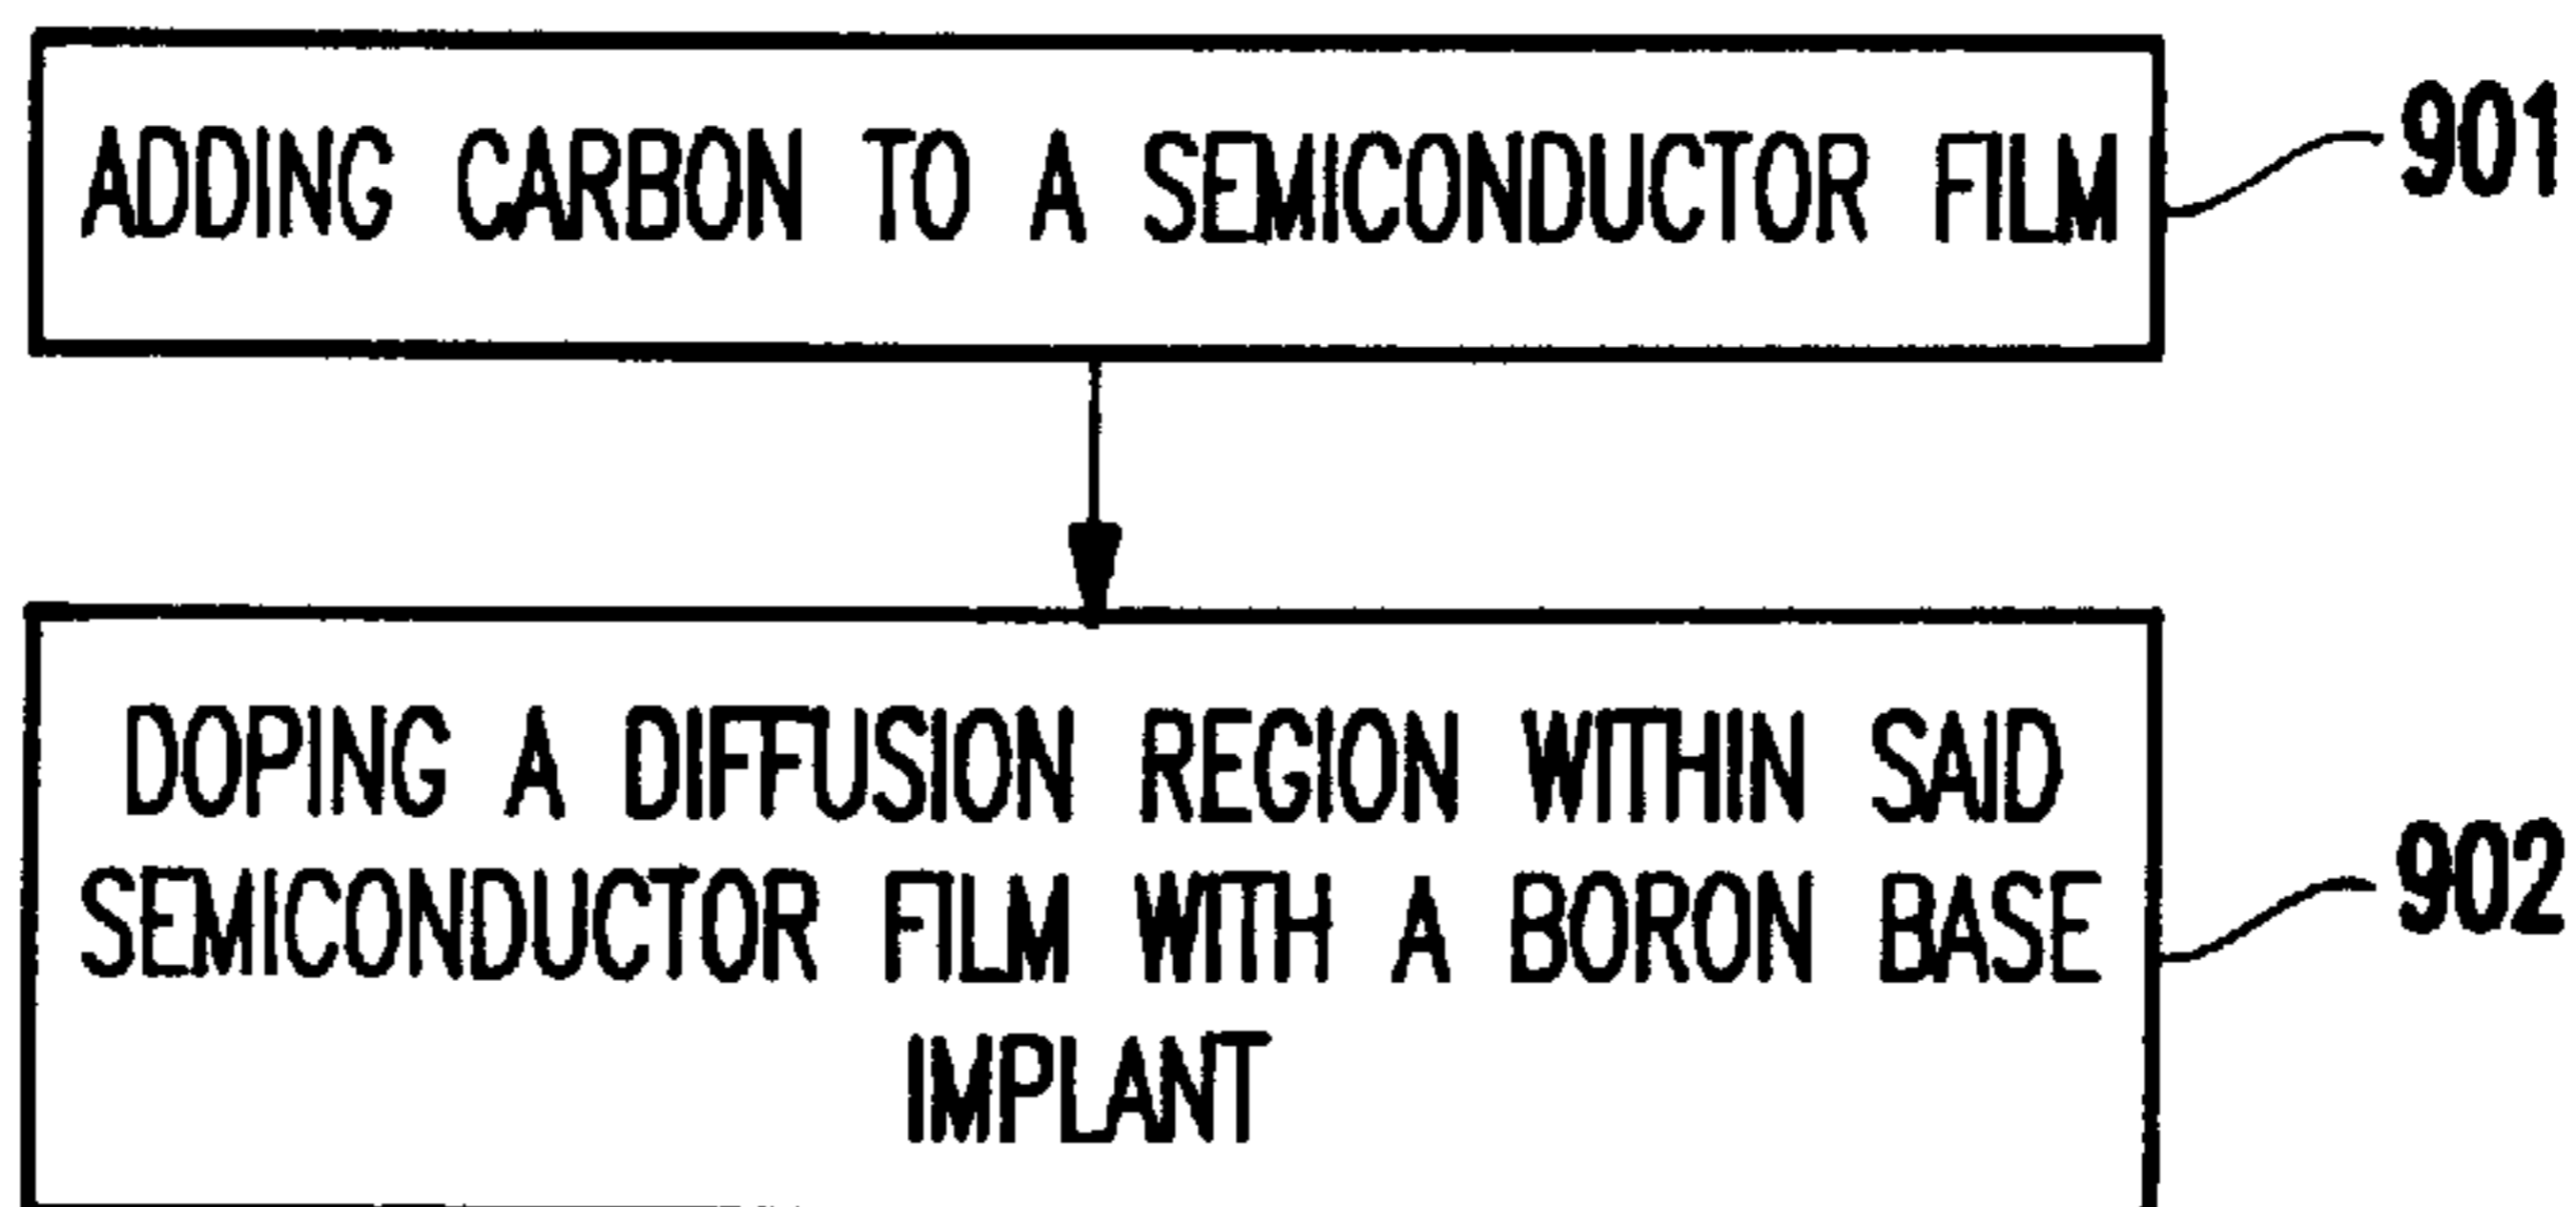 ADDING CARBON TO A SEMICONDUCTOR FILM
901
DOPING A DIFFUSION REGION WITHIN SAID
SEMICONDUCTOR FILM WITH A BORON BASE
IMPLANT
902